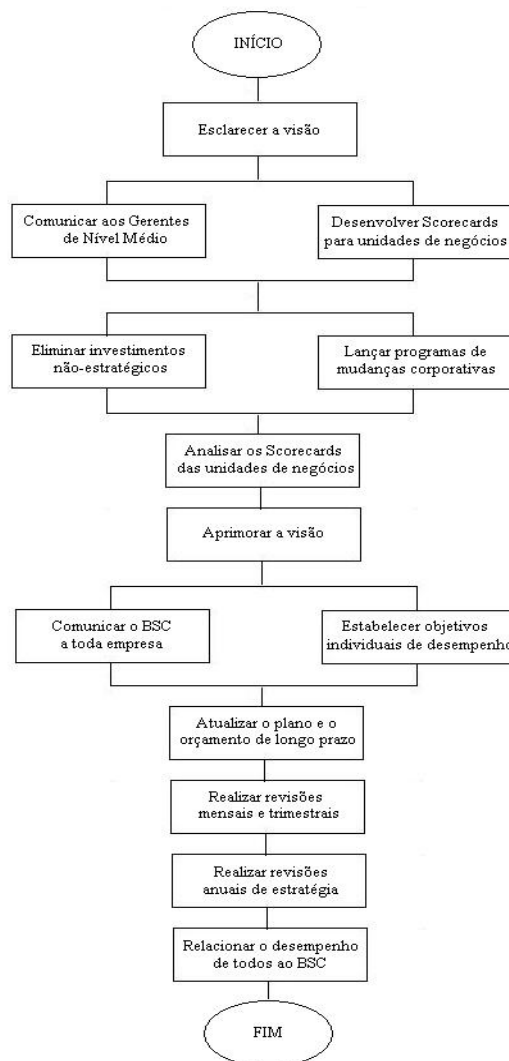 INÍCIO
Esclarecer a visão
Comunicar aos Gerentes
de Nível Médio
Desenvolver Scorecards
para unidades de negócios
Eliminar investimentos
não-estratégicos
Lançar programas de
mudanças corporativas
Analisar os Scorecards
das unidades de negócios
Aprimorar a visão
Comunicar o BSC
a toda empresa
Estabelecer objetivos
individuais de desempenho
Atualizar o plano e o
orçamento de longo prazo
Realizar revisões
mensais e trimestrais
Realizar revisões
anuais de estratégia
Relacionar o desempenho
de todos ao BSC
FIM